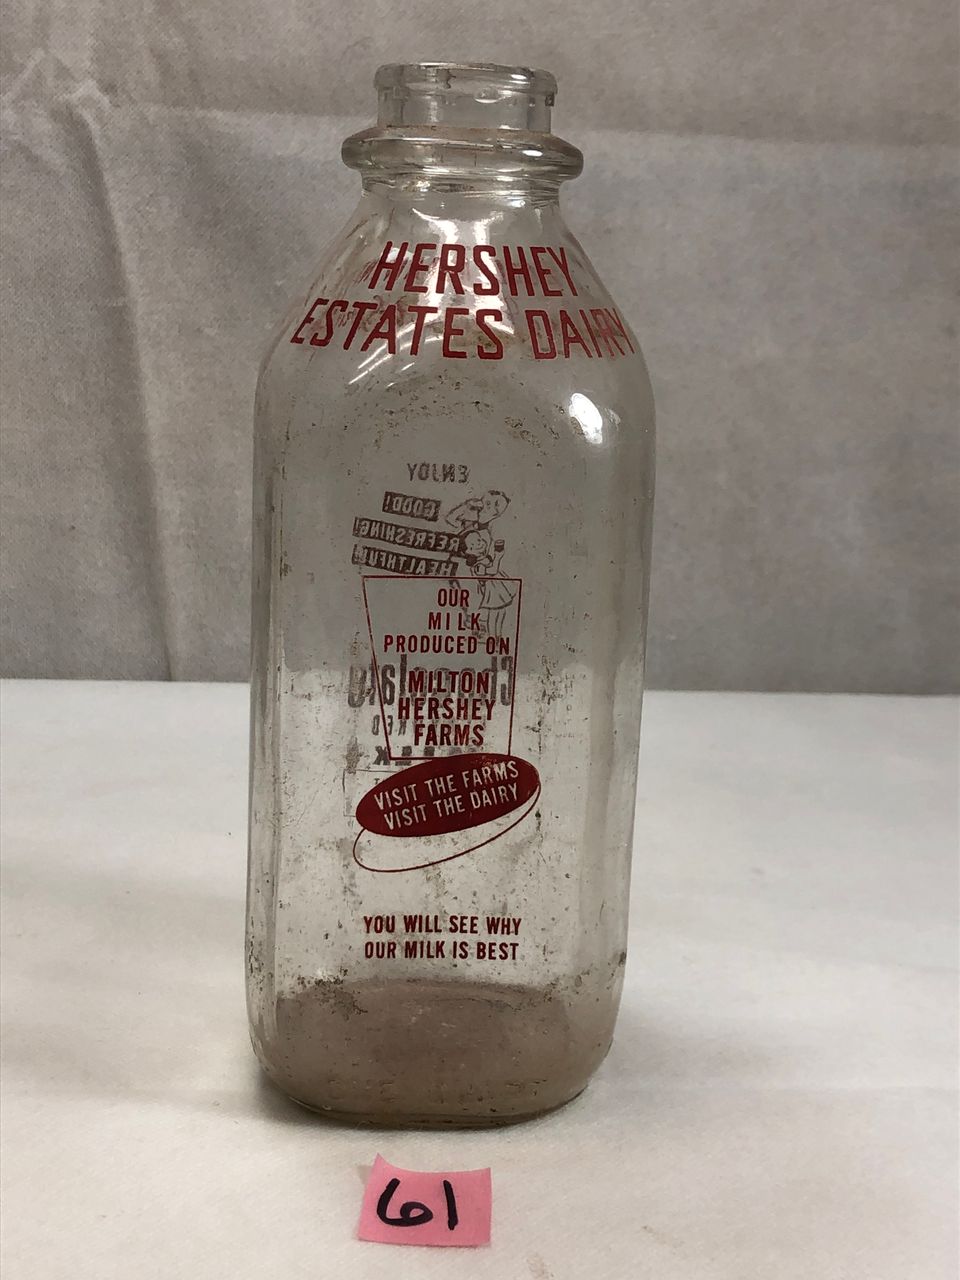 HERSHEY
ESTATES DAIRY
ENJOY
GOOD!
REFRESHING!
HEALTHFUL!
OUR
MILK
PRODUCED ON
MILTON
HERSHEY
FARMS
VISIT THE FARMS
VISIT THE DAIRY
YOU WILL SEE WHY
OUR MILK IS BEST
61